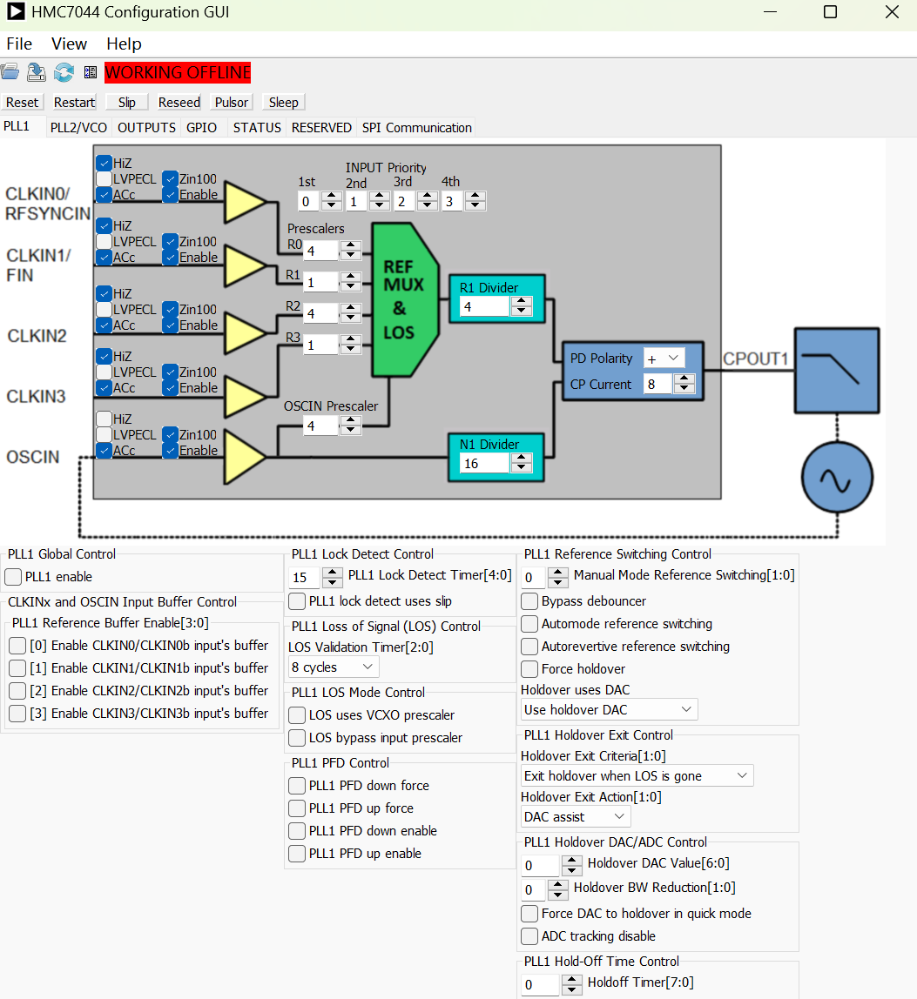 HMC7044 Configuration GUI
File View Help
WORKING OFFLINE
Reset Restart Slip Reseed Pulsor Sleep
PLL1 PLL2/VCO OUTPUTS GPIO STATUS RESERVED SPI Communication
CLKIN0/
RFSYNCIN
HiZ
LVPECL Zin100
ACc Enable
INPUT Priority
1st 2nd 3rd 4th
0 1 2 3
Prescalers
R0 4
CLKIN1/
FIN
HiZ
LVPECL Zin100
ACc Enable
R1 1
REF
MUX
&
LOS
R1 Divider
4
CLKIN2
HiZ
LVPECL Zin100
ACc Enable
R2 4
R3 1
CLKIN3
HiZ
LVPECL Zin100
ACc Enable
PD Polarity +
CP Current 8
CPOUT1
OSCIN Prescaler
4
OSCIN
HiZ
LVPECL Zin100
ACc Enable
N1 Divider
16
PLL1 Global Control
PLL1 enable
CLKINx and OSCIN Input Buffer Control
PLL1 Reference Buffer Enable[3:0]
[0] Enable CLKIN0/CLKIN0b input's buffer
[1] Enable CLKIN1/CLKIN1b input's buffer
[2] Enable CLKIN2/CLKIN2b input's buffer
[3] Enable CLKIN3/CLKIN3b input's buffer
PLL1 Lock Detect Control
15 PLL1 Lock Detect Timer[4:0]
PLL1 lock detect uses slip
PLL1 Loss of Signal (LOS) Control
LOS Validation Timer[2:0]
8 cycles
PLL1 LOS Mode Control
LOS uses VCXO prescaler
LOS bypass input prescaler
PLL1 PFD Control
PLL1 PFD down force
PLL1 PFD up force
PLL1 PFD down enable
PLL1 PFD up enable
PLL1 Reference Switching Control
0 Manual Mode Reference Switching[1:0]
Bypass debouncer
Automode reference switching
Autorevertive reference switching
Force holdover
Holdover uses DAC
Use holdover DAC
PLL1 Holdover Exit Control
Holdover Exit Criteria[1:0]
Exit holdover when LOS is gone
Holdover Exit Action[1:0]
DAC assist
PLL1 Holdover DAC/ADC Control
0 Holdover DAC Value[6:0]
0 Holdover BW Reduction[1:0]
Force DAC to holdover in quick mode
ADC tracking disable
PLL1 Hold-Off Time Control
0 Holdoff Timer[7:0]